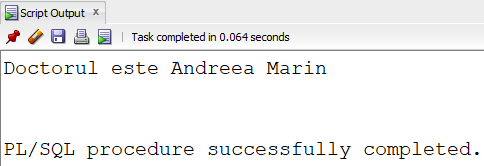 Script Output x
Task completed in 0.064 seconds
Doctorul este Andreea Marin
PL/SQL procedure successfully completed.